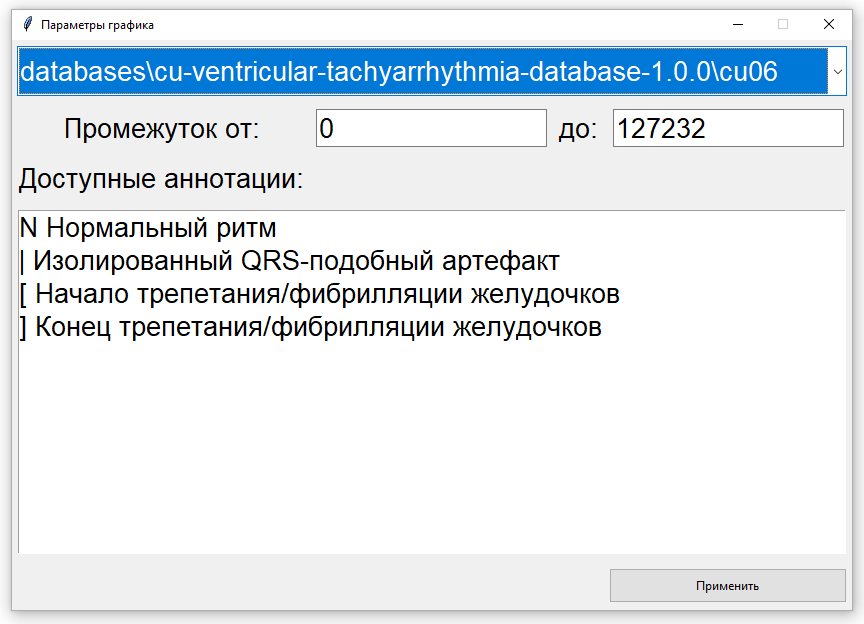 Параметры графика
databases\cu-ventricular-tachyarrhythmia-database-1.0.0\cu06
Промежуток от: 0 до: 127232
Доступные аннотации:
N Нормальный ритм
| Изолированный QRS-подобный артефакт
[ Начало трепетания/фибрилляции желудочков
] Конец трепетания/фибрилляции желудочков
Применить